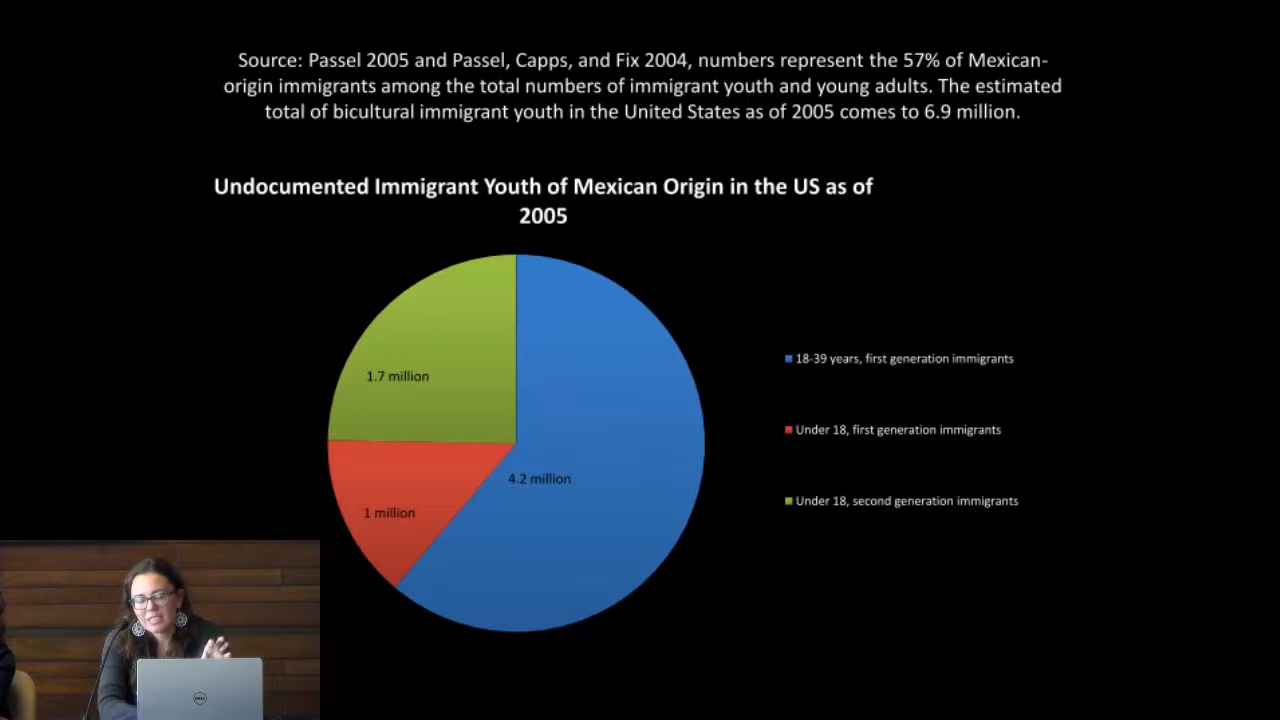 Source: Passel 2005 and Passel, Capps, and Fix 2004, numbers represent the 57% of Mexican-
origin immigrants among the total numbers of immigrant youth and young adults. The estimated
total of bicultural immigrant youth in the United States as of 2005 comes to 6.9 million.
Undocumented Immigrant Youth of Mexican Origin in the US as of
2005
1.7 million
4.2 million
1 million
18-39 years, first generation immigrants
Under 18, first generation immigrants
Under 18, second generation immigrants
DELL